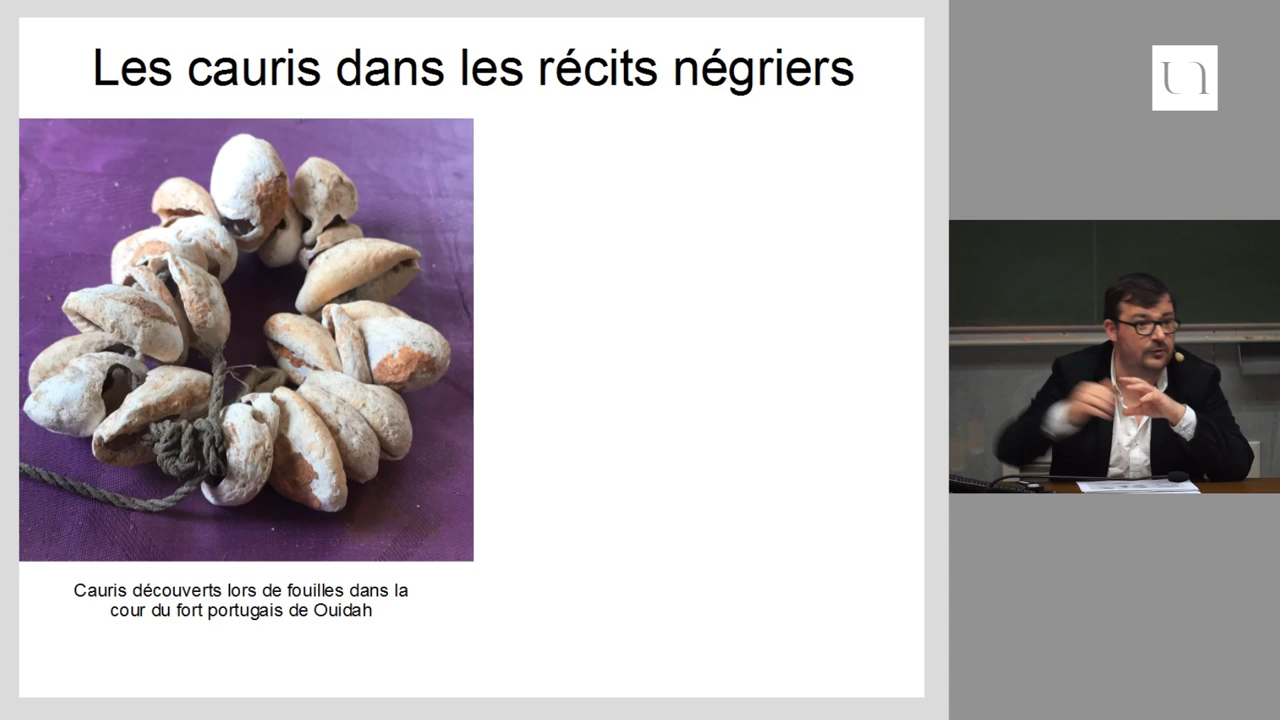 Les cauris dans les récits négriers
Cauris découverts lors de fouilles dans la
cour du fort portugais de Ouidah